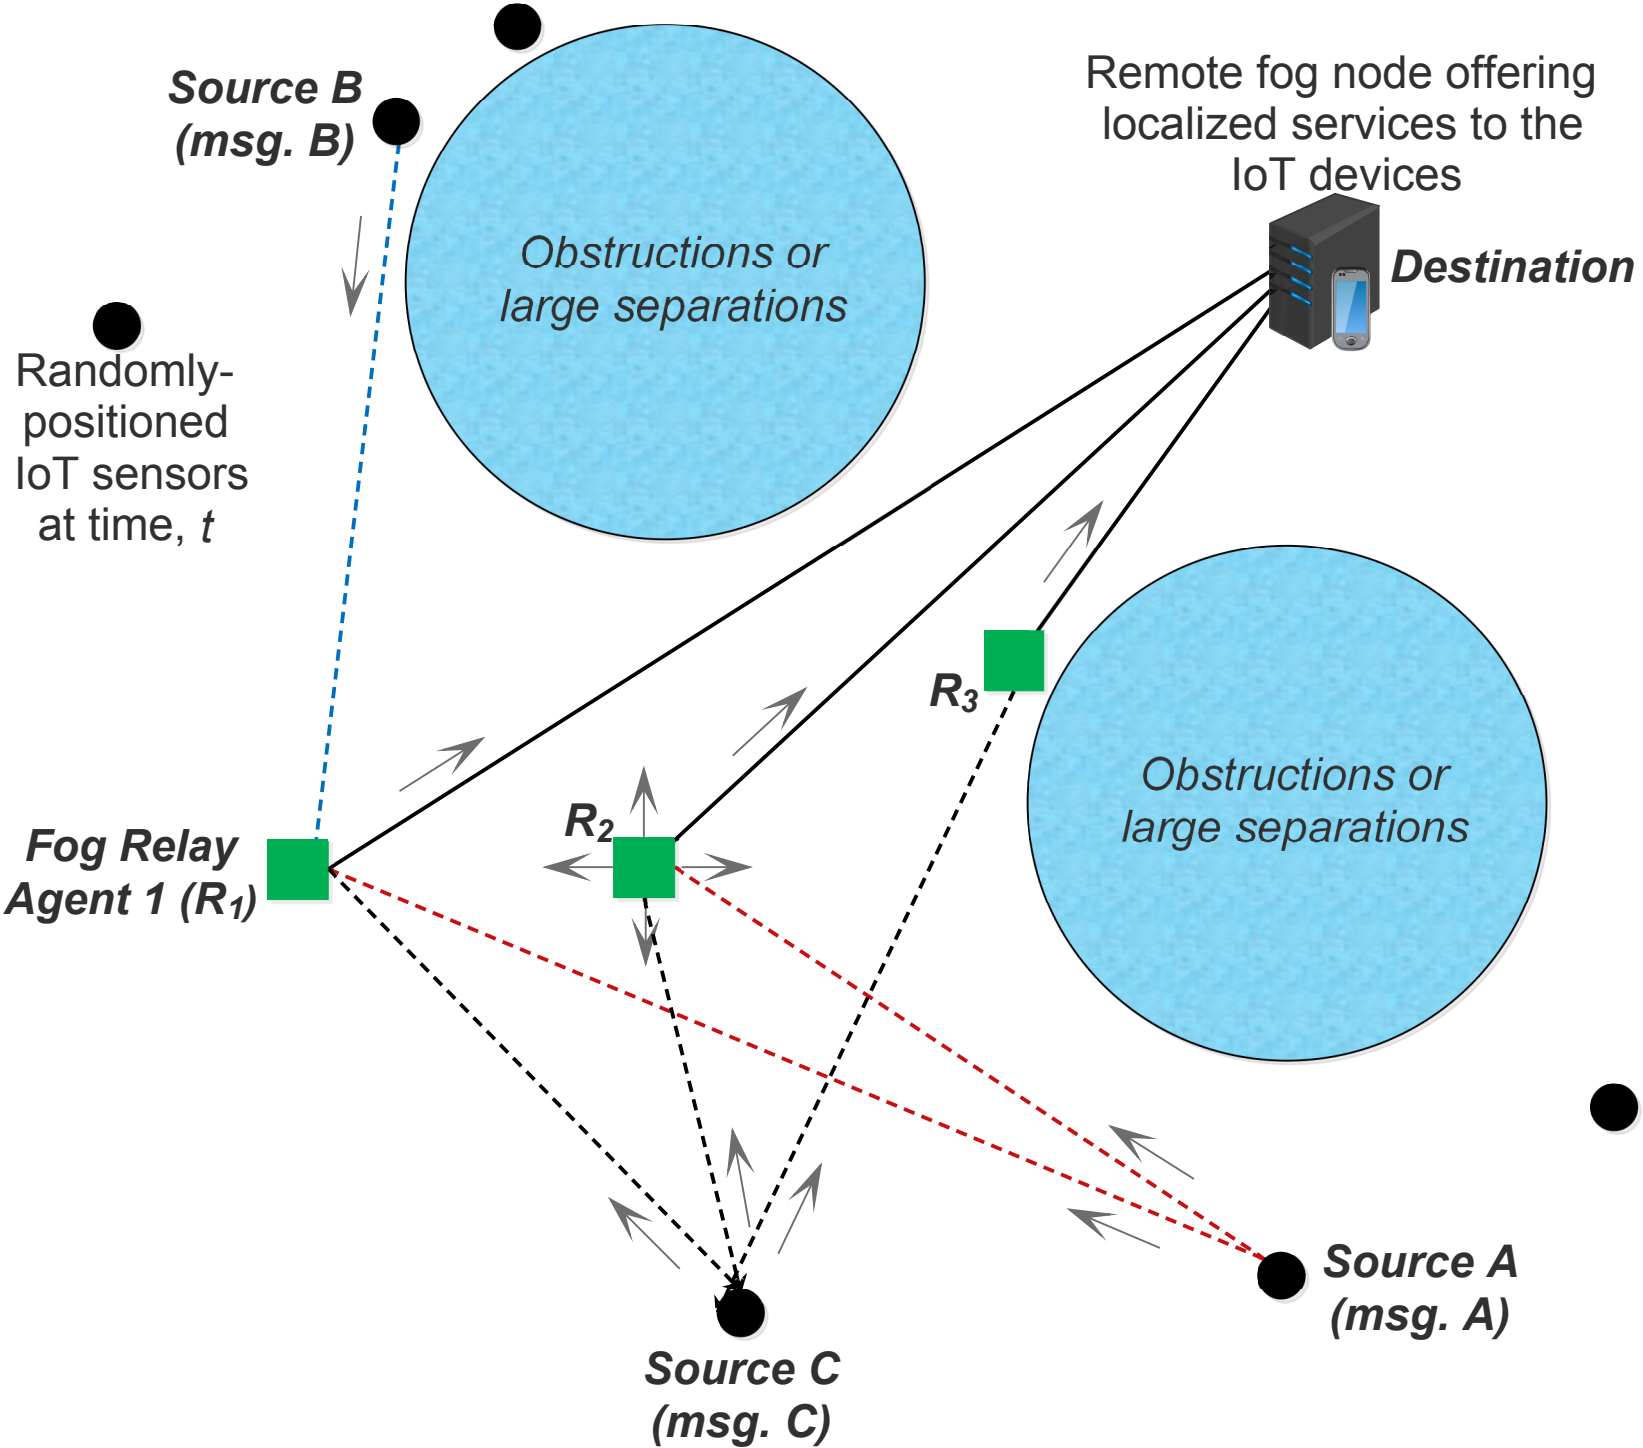 Source B
(msg. B)
Obstructions or
large separations
Remote fog node offering
localized services to the
IoT devices
Destination
Randomly-
positioned
IoT sensors
at time, t
R3
Obstructions or
large separations
R2
Fog Relay
Agent 1 (R1)
Source A
(msg. A)
Source C
(msg. C)